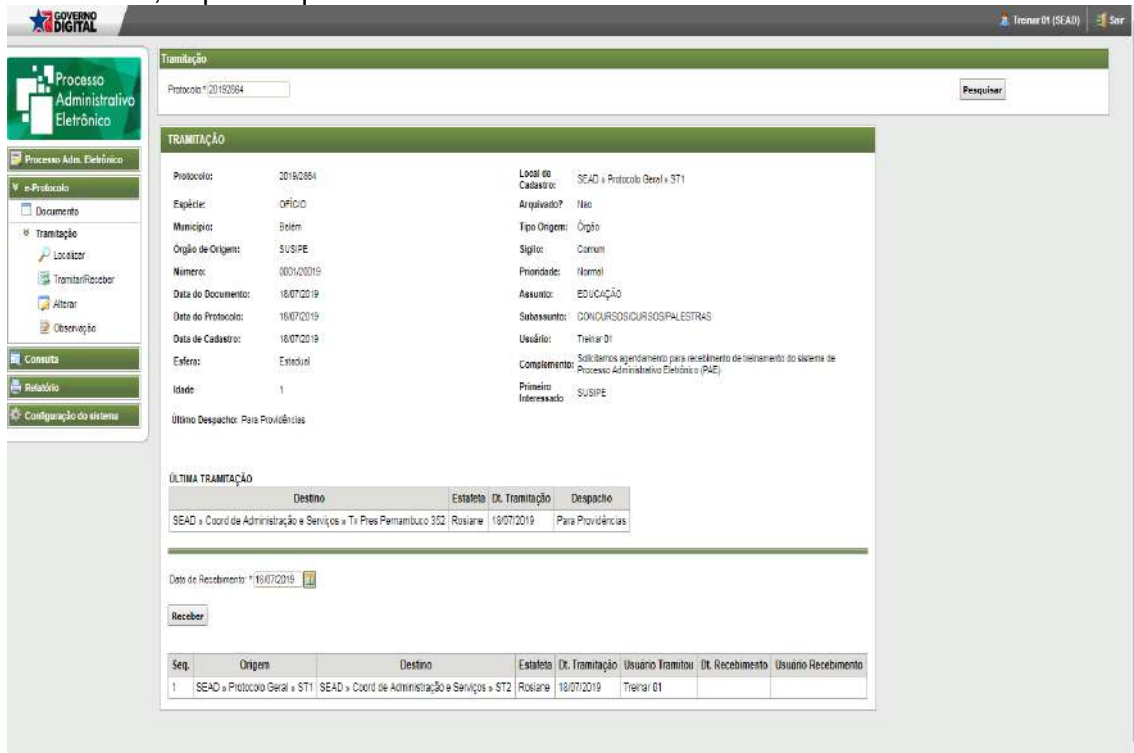 GOVERNO
DIGITAL
Treinar 01 (SEAD)
Sair
Processo
Administrativo
Eletrônico
Processo Adm. Eletrônico
e-Protocolo
Documento
Tramitação
Localizar
Tramitar/Receber
Alterar
Observação
Consulta
Relatório
Configuração do sistema
Tramitação
Protocolo * 20192664
Pesquisar
TRAMITAÇÃO
Protocolo: 2019/2664 Local de Cadastro: SEAD » Protocolo Geral » ST1
Espécie: OFÍCIO Arquivado? Não
Município: Belém Tipo Origem: Órgão
Orgão de Origem: SUSIPE Sigilo: Comum
Número: 0001/20019 Prioridade: Normal
Data do Documento: 18/07/2019 Assunto: EDUCAÇÃO
Data do Protocolo: 18/07/2019 Subassunto: CONCURSOS/CURSOS/PALESTRAS
Data de Cadastro: 18/07/2019 Usuário: Treinar 01
Esfera: Estadual Complemento: Solicitamos agendamento para recebimento de treinamento do sistema de
Processo Administrativo Eletrônico (PAE).
Idade 1 Primeiro Interessado SUSIPE
Último Despacho: Para Providências
ÚLTIMA TRAMITAÇÃO
Destino Estafeta Dt. Tramitação Despacho
SEAD » Coord de Administração e Serviços » Tv Pres Pernambuco 352 Rosiane 18/07/2019 Para Providências
Data de Recebimento: * 18/07/2019
Receber
Seq. Origem Destino Estafeta Dt. Tramitação Usuário Tramitou Dt. Recebimento Usuário Recebimento
1 SEAD » Protocolo Geral » ST1 SEAD » Coord de Administração e Serviços » ST2 Rosiane 18/07/2019 Treinar 01